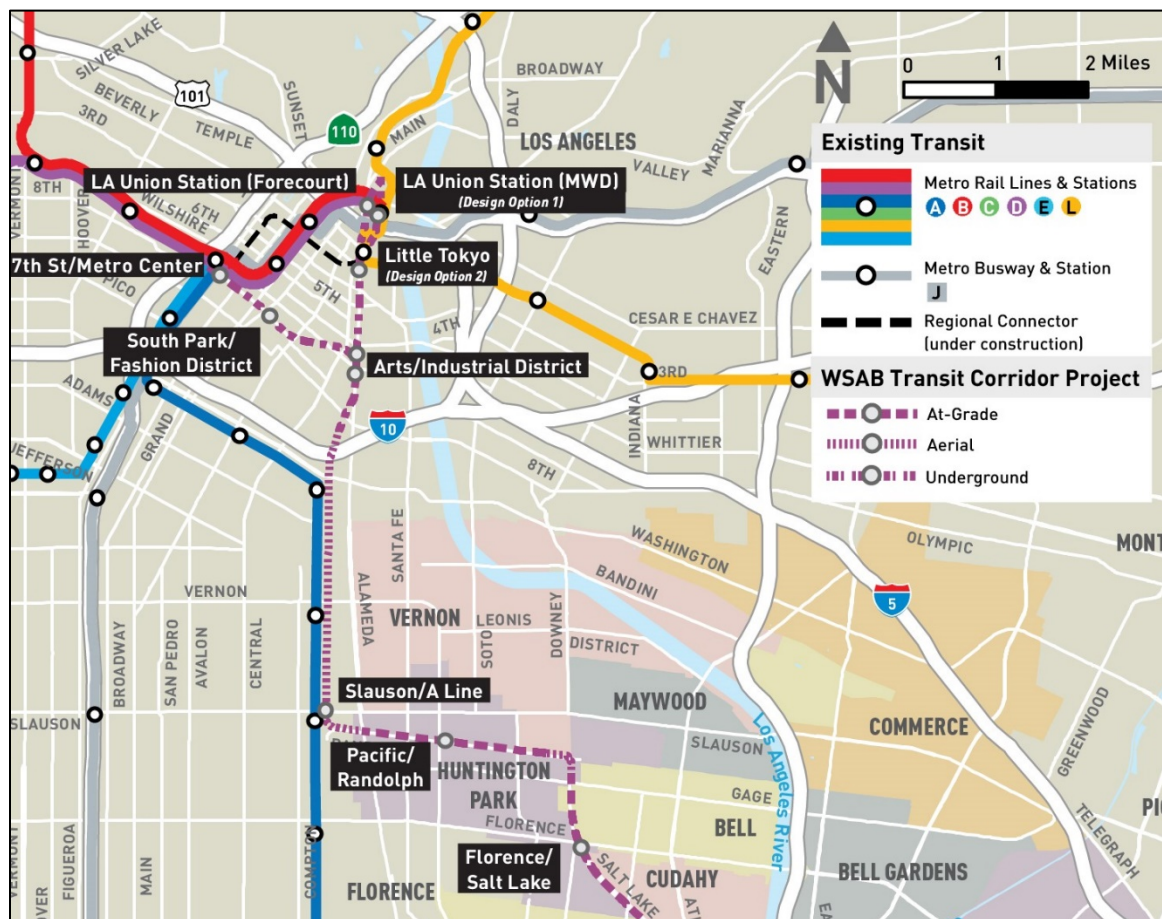 SILVER LAKE
101
BEVERLY
3RD
TEMPLE
SUNSET
110
MAIN
BROADWAY
DALY
LOS ANGELES
VALLEY
MARIANNA
EASTERN
N
0 1 2 Miles
Existing Transit
Metro Rail Lines & Stations
A B C D E L
Metro Busway & Station
J
Regional Connector
(under construction)
WSAB Transit Corridor Project
At-Grade
Aerial
Underground
VERMONT
8TH
HOOVER
WILSHIRE
6TH
LA Union Station (Forecourt)
LA Union Station (MWD)
(Design Option 1)
7th St/Metro Center
Little Tokyo
(Design Option 2)
PICO
5TH
4TH
CESAR E CHAVEZ
South Park/
Fashion District
Arts/Industrial District
3RD
ADAMS
GRAND
JEFFERSON
10
INDIANA
WHITTIER
8TH
OLYMPIC
MONT
WASHINGTON
BANDINI
5
VERNON
ALAMEDA
SANTA FE
VERNON
LEONIS
SOTO
DOWNEY
DISTRICT
BROADWAY
SAN PEDRO
AVALON
CENTRAL
Slauson/A Line
MAYWOOD
COMMERCE
GREENWOOD
SLAUSON
SLAUSON
Los Angeles River
Pacific/
Randolph
HUNTINGTON
PARK
GAGE
BELL
FLORENCE
PI
TELEGRAPH
VERMONT
FIGUEROA
MAIN
COMPTON
Florence/
Salt Lake
SALT LAKE
CUDAHY
BELL GARDENS
FLORENCE
OVER
ATL
EA